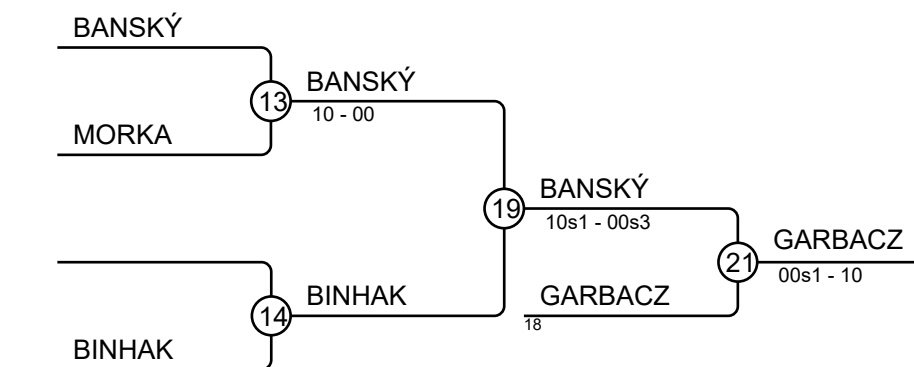 BANSKÝ
13
BANSKÝ
10 - 00
MORKA
19
BANSKÝ
10s1 - 00s3
21
GARBACZ
00s1 - 10
14
BINHAK
GARBACZ
18
BINHAK